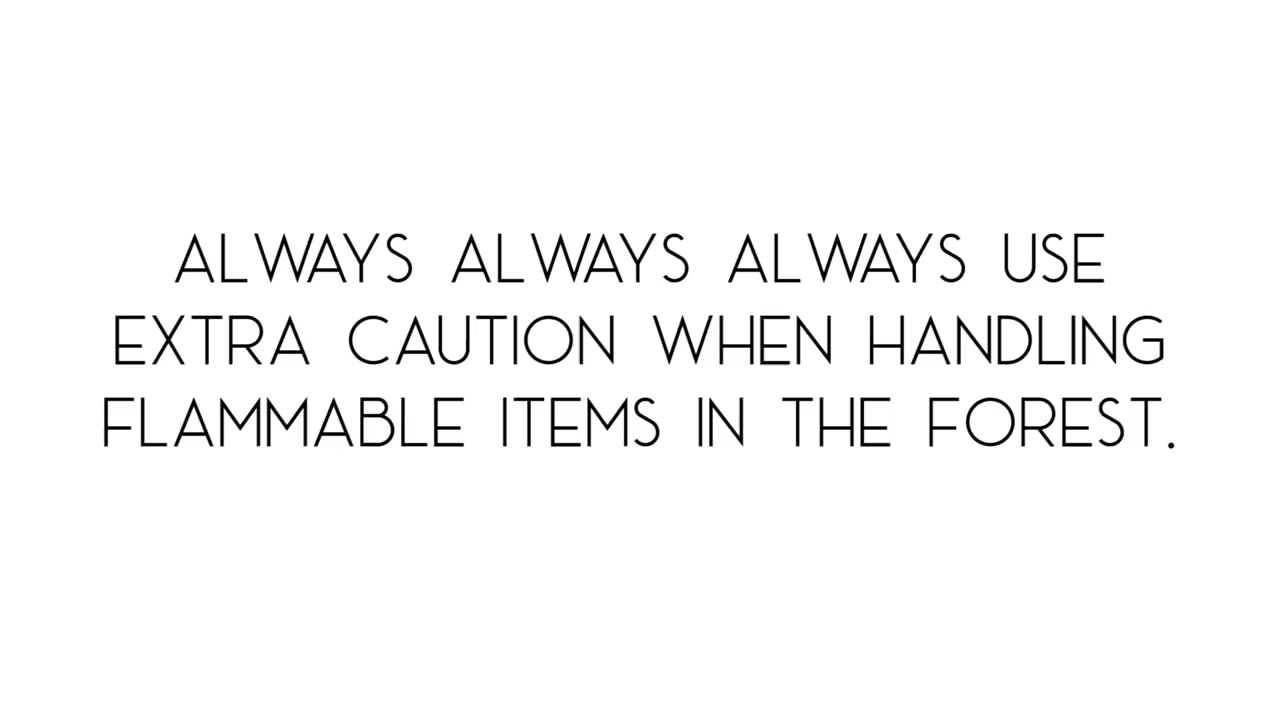 ALWAYS ALWAYS ALWAYS USE
EXTRA CAUTION WHEN HANDLING
FLAMMABLE ITEMS IN THE FOREST.